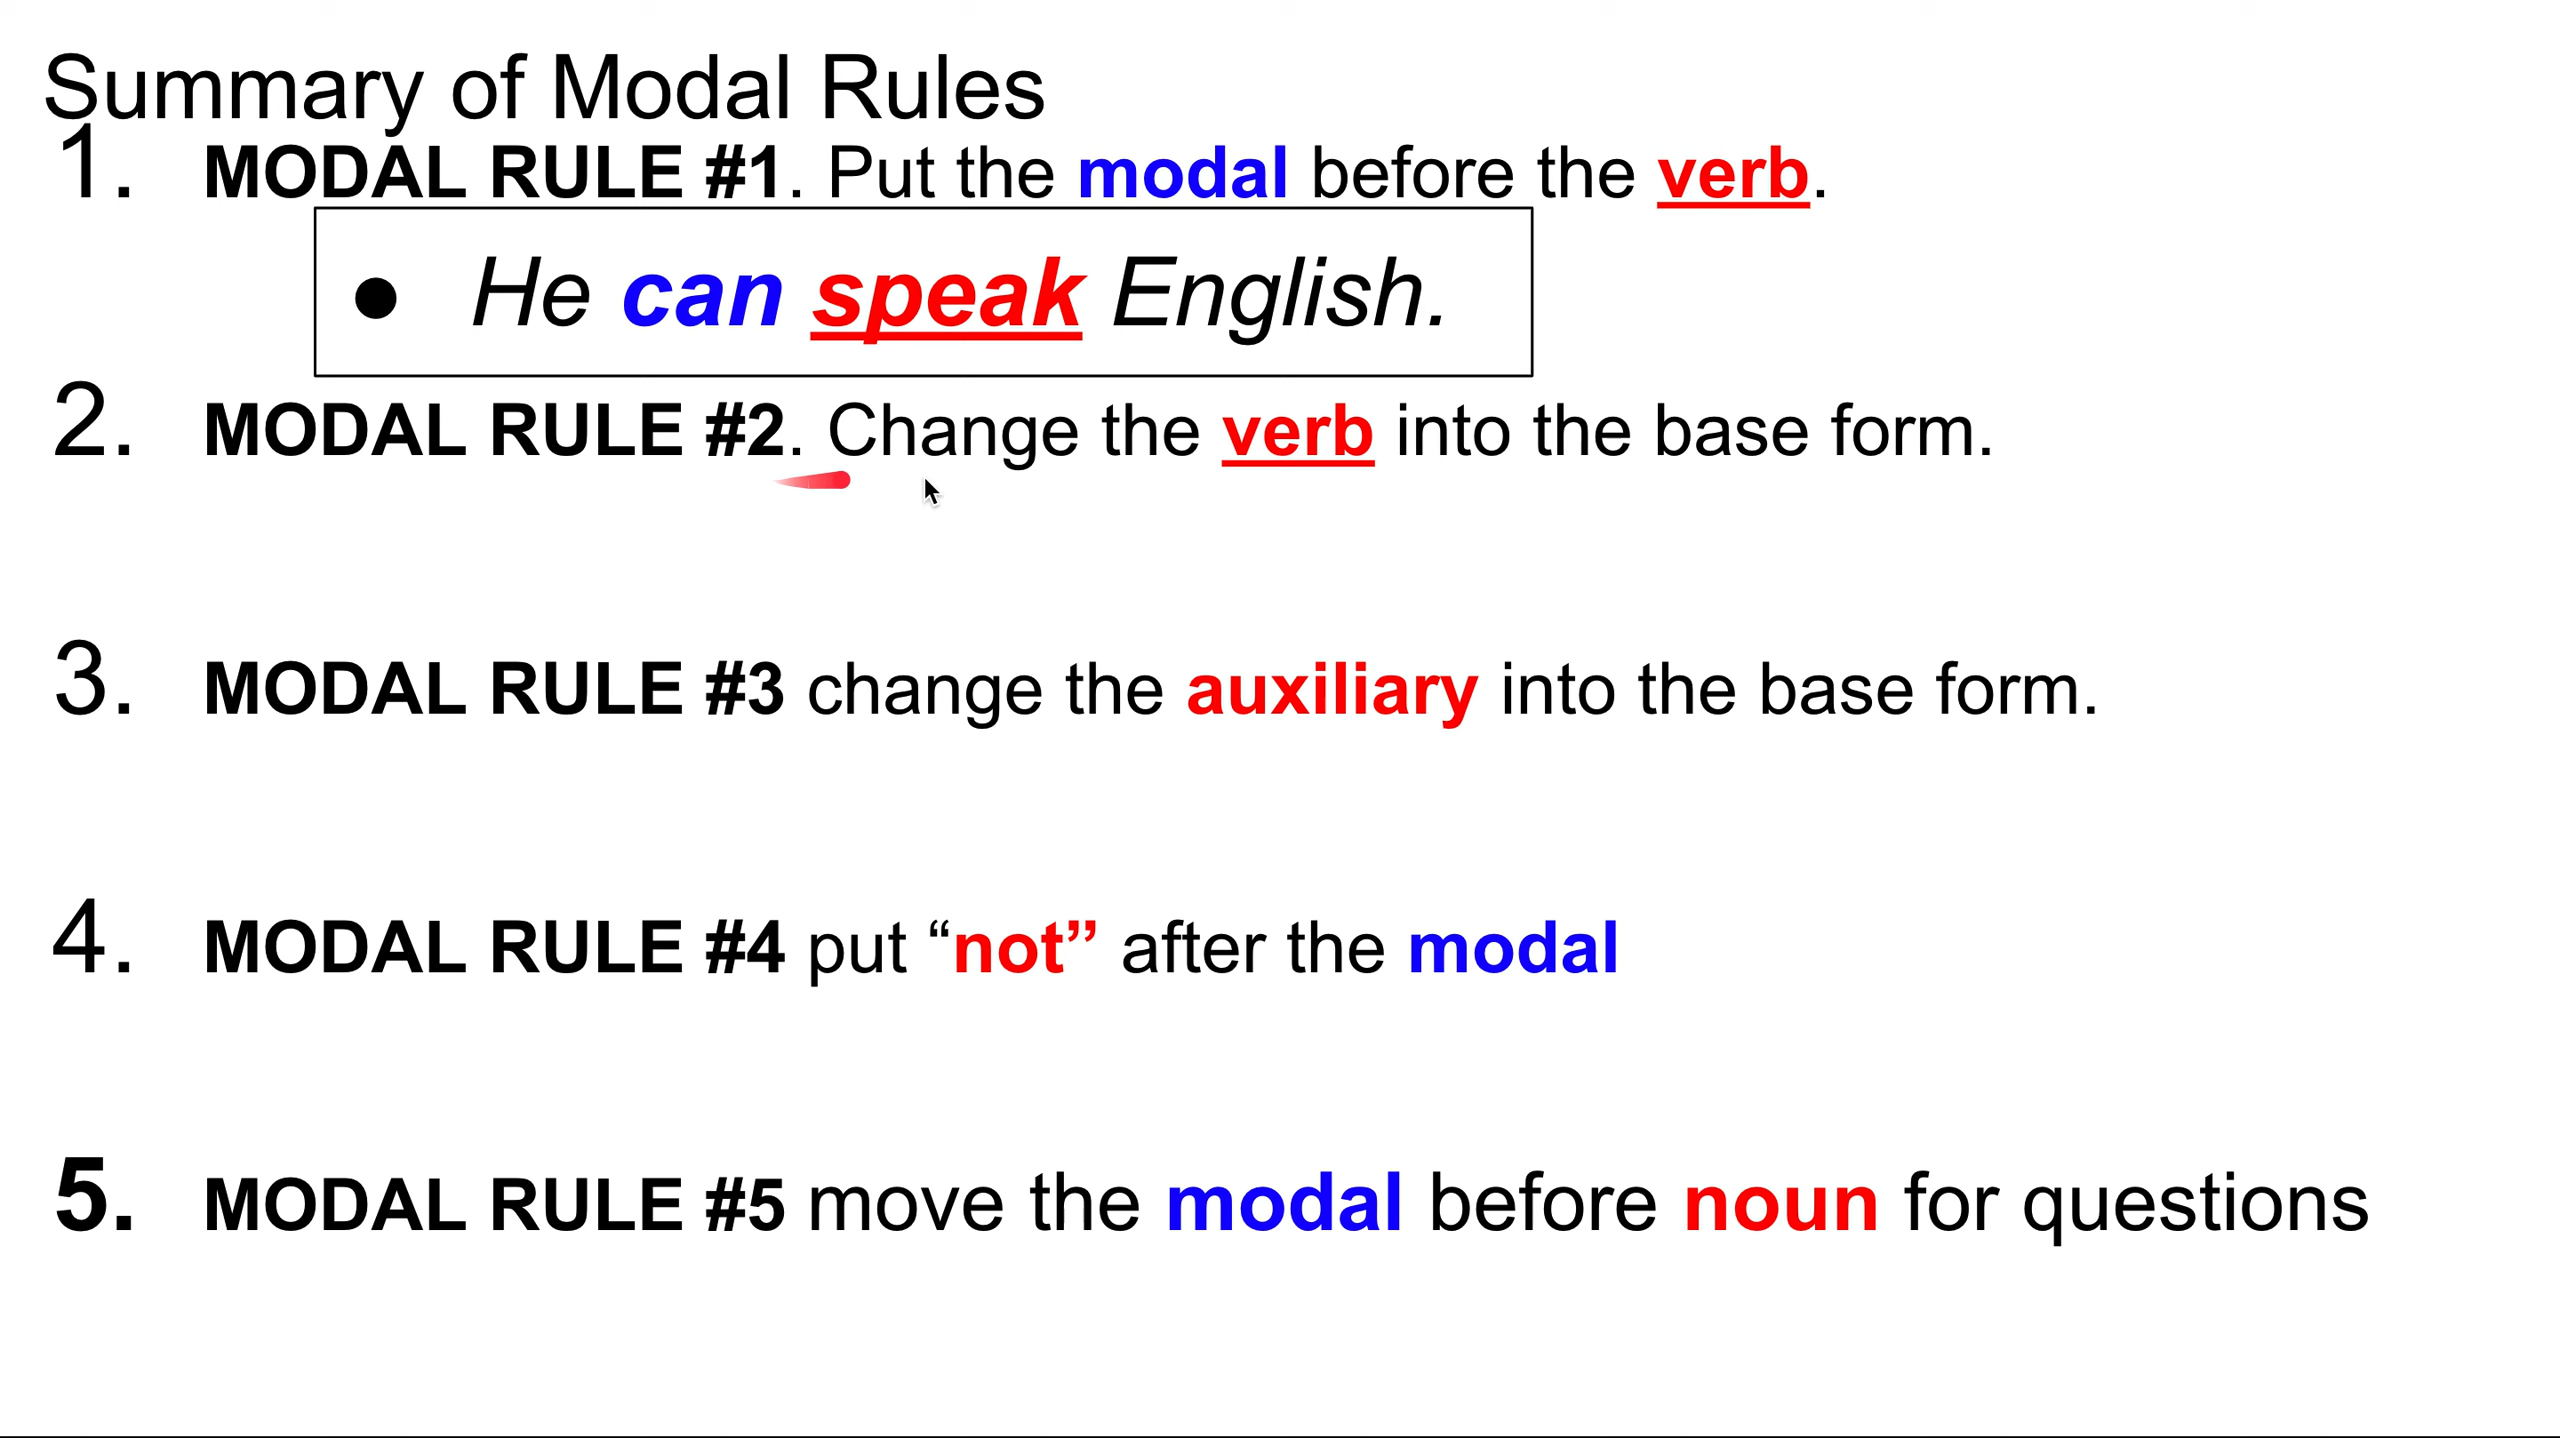 Summary of Modal Rules
1. MODAL RULE #1. Put the modal before the verb.
● He can speak English.
2. MODAL RULE #2. Change the verb into the base form.
3. MODAL RULE #3 change the auxiliary into the base form.
4. MODAL RULE #4 put “not” after the modal
5. MODAL RULE #5 move the modal before noun for questions